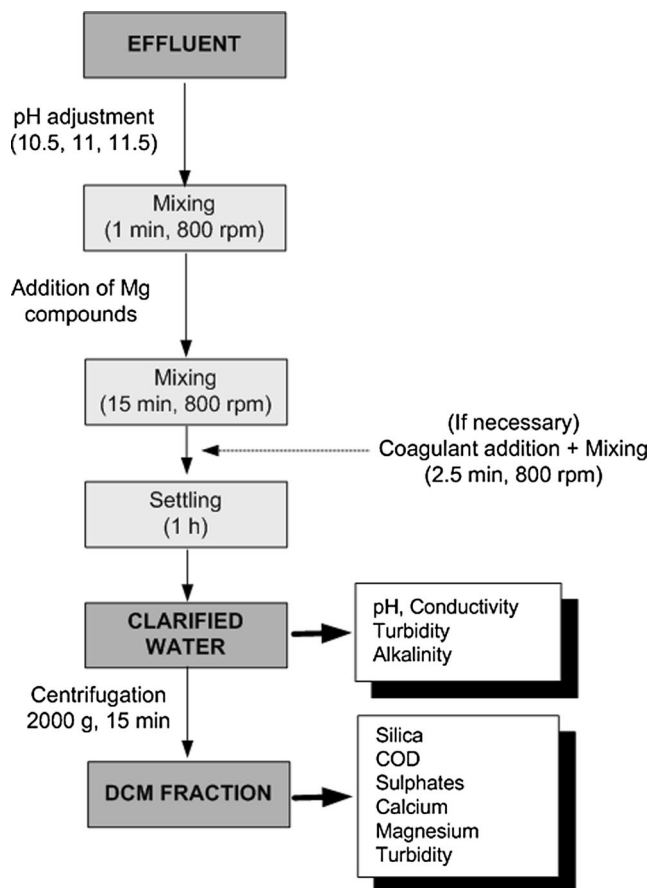 EFFLUENT
pH adjustment
(10.5, 11, 11.5)
Mixing
(1 min, 800 rpm)
Addition of Mg
compounds
Mixing
(15 min, 800 rpm)
(If necessary)
Coagulant addition + Mixing
(2.5 min, 800 rpm)
Settling
(1 h)
CLARIFIED
WATER
pH, Conductivity
Turbidity
Alkalinity
Centrifugation
2000 g, 15 min
DCM FRACTION
Silica
COD
Sulphates
Calcium
Magnesium
Turbidity